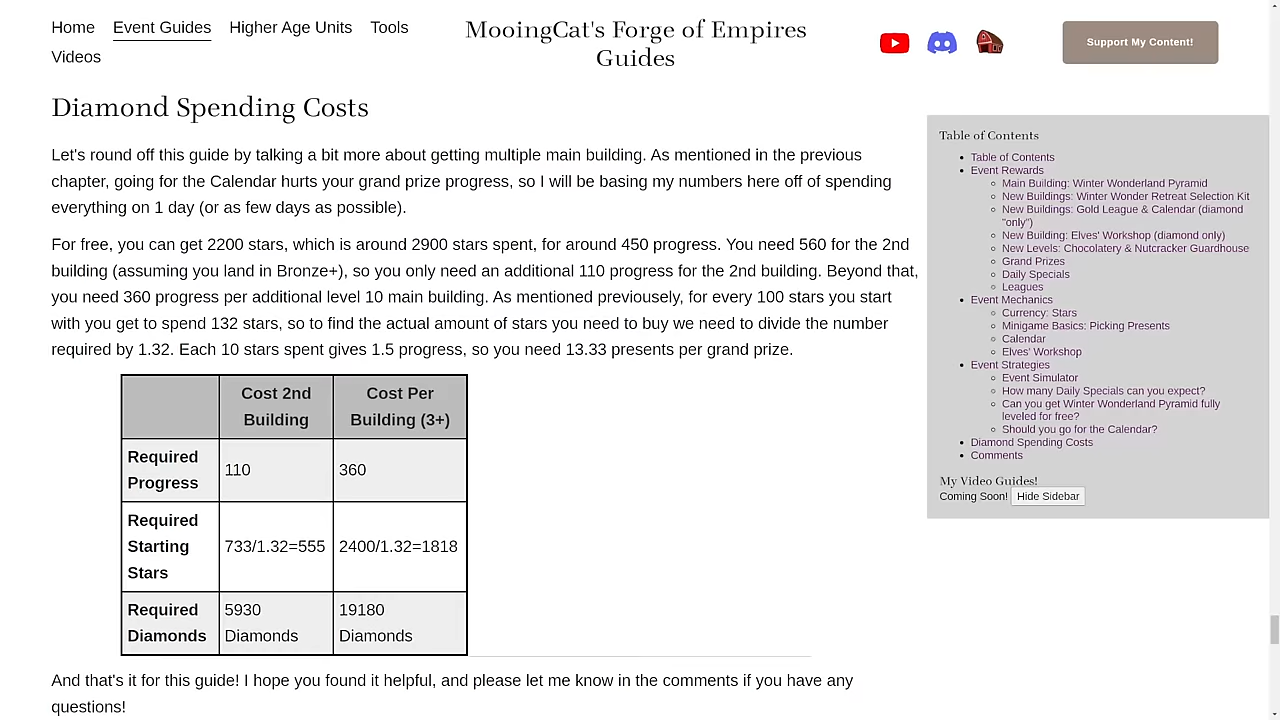 Home Event Guides Higher Age Units Tools
Videos
MooingCat's Forge of Empires
Guides
Support My Content!
Diamond Spending Costs
Let's round off this guide by talking a bit more about getting multiple main building. As mentioned in the previous
chapter, going for the Calendar hurts your grand prize progress, so I will be basing my numbers here off of spending
everything on 1 day (or as few days as possible).
For free, you can get 2200 stars, which is around 2900 stars spent, for around 450 progress. You need 560 for the 2nd
building (assuming you land in Bronze+), so you only need an additional 110 progress for the 2nd building. Beyond that,
you need 360 progress per additional level 10 main building. As mentioned previousely, for every 100 stars you start
with you get to spend 132 stars, so to find the actual amount of stars you need to buy we need to divide the number
required by 1.32. Each 10 stars spent gives 1.5 progress, so you need 13.33 presents per grand prize.
Cost 2nd Building
Cost Per Building (3+)
Required Progress
110
360
Required Starting Stars
733/1.32=555
2400/1.32=1818
Required Diamonds
5930 Diamonds
19180 Diamonds
And that's it for this guide! I hope you found it helpful, and please let me know in the comments if you have any
questions!
Table of Contents
Table of Contents
Event Rewards
Main Building: Winter Wonderland Pyramid
New Buildings: Winter Wonder Retreat Selection Kit
New Buildings: Gold League & Calendar (diamond
"only")
New Building: Elves' Workshop (diamond only)
New Levels: Chocolatery & Nutcracker Guardhouse
Grand Prizes
Daily Specials
Leagues
Event Mechanics
Currency: Stars
Minigame Basics: Picking Presents
Calendar
Elves' Workshop
Event Strategies
Event Simulator
How many Daily Specials can you expect?
Can you get Winter Wonderland Pyramid fully
leveled for free?
Should you go for the Calendar?
Diamond Spending Costs
Comments
My Video Guides!
Coming Soon! Hide Sidebar